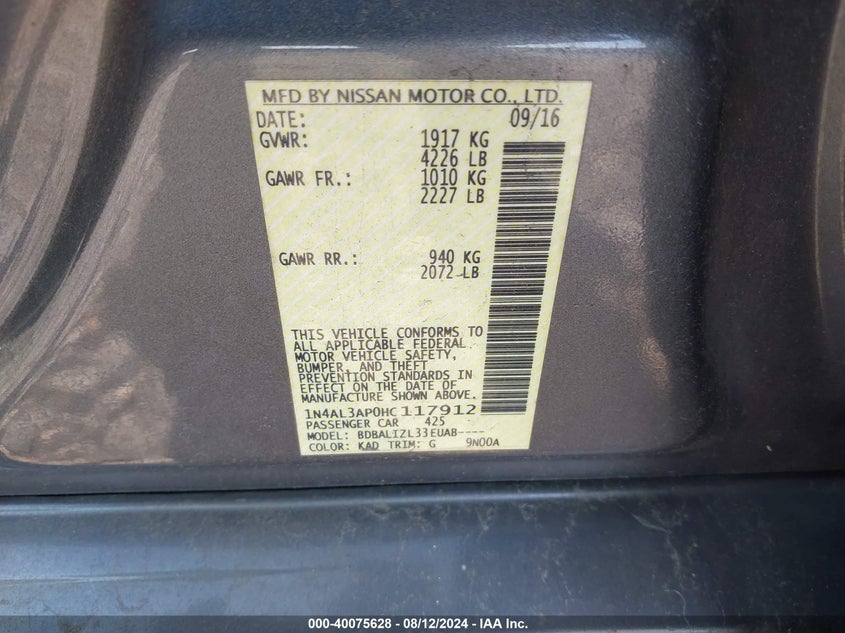 MFD BY NISSAN MOTOR CO., LTD.
DATE: 09/16
GVWR: 1917 KG
4226 LB
GAWR FR.: 1010 KG
2227 LB
GAWR RR.: 940 KG
2072 LB
THIS VEHICLE CONFORMS TO
ALL APPLICABLE FEDERAL
MOTOR VEHICLE SAFETY,
BUMPER, AND THEFT
PREVENTION STANDARDS IN
EFFECT ON THE DATE OF
MANUFACTURE SHOWN ABOVE.
1N4AL3AP0HC117912
PASSENGER CAR 425
MODEL: BDBALIZL33EUAB----
COLOR: KAD TRIM: G 9N00A
000-40075628 - 08/12/2024 - IAA Inc.